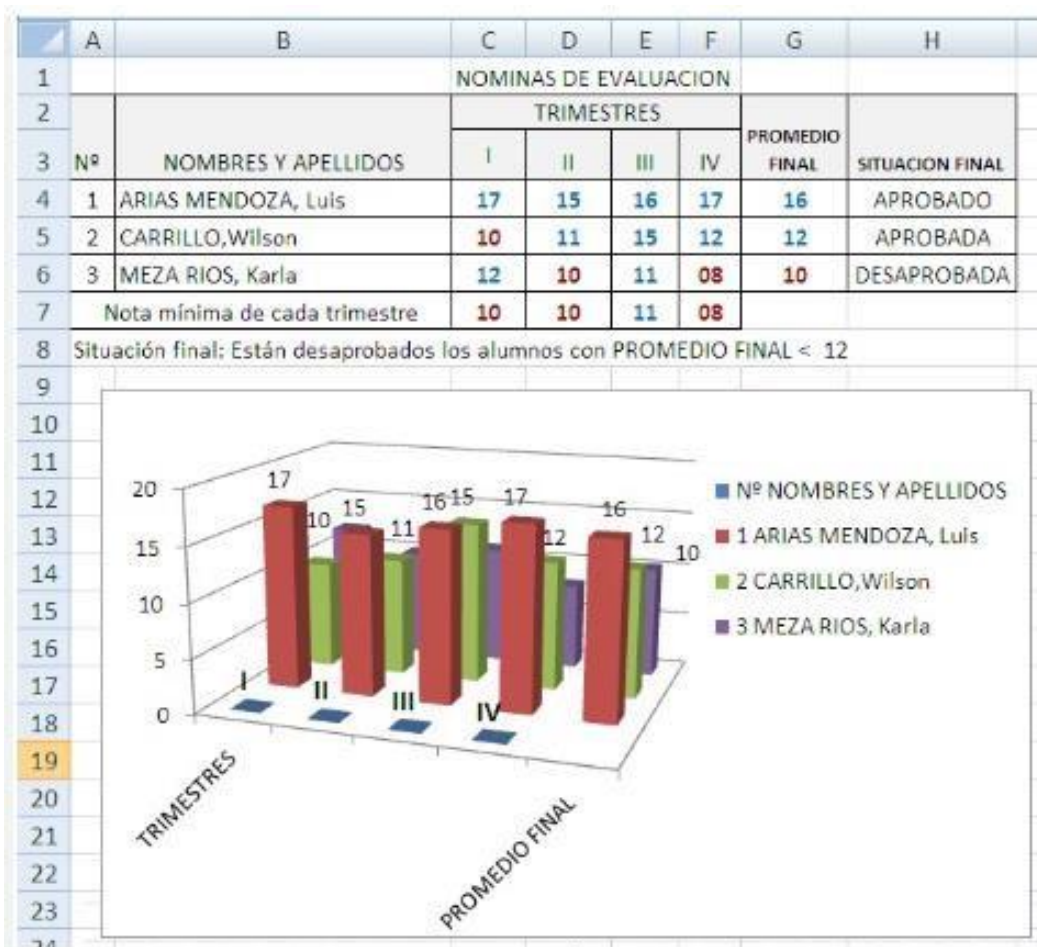 A B C D E F G H
1 NOMINAS DE EVALUACION
2 TRIMESTRES
3 Nº NOMBRES Y APELLIDOS I II III IV PROMEDIO FINAL SITUACION FINAL
4 1 ARIAS MENDOZA, Luis 17 15 16 17 16 APROBADO
5 2 CARRILLO,Wilson 10 11 15 12 12 APROBADA
6 3 MEZA RIOS, Karla 12 10 11 08 10 DESAPROBADA
7 Nota mínima de cada trimestre 10 10 11 08
8 Situación final: Están desaprobados los alumnos con PROMEDIO FINAL < 12
9
10
11
12
13
14
15
16
17
18
19
20
21
22
23
24
20
15
10
5
0
17 10 15 11 16 15 17 12 16 12 10
I II III IV
TRIMESTRES
PROMEDIO FINAL
Nº NOMBRES Y APELLIDOS
1 ARIAS MENDOZA, Luis
2 CARRILLO,Wilson
3 MEZA RIOS, Karla